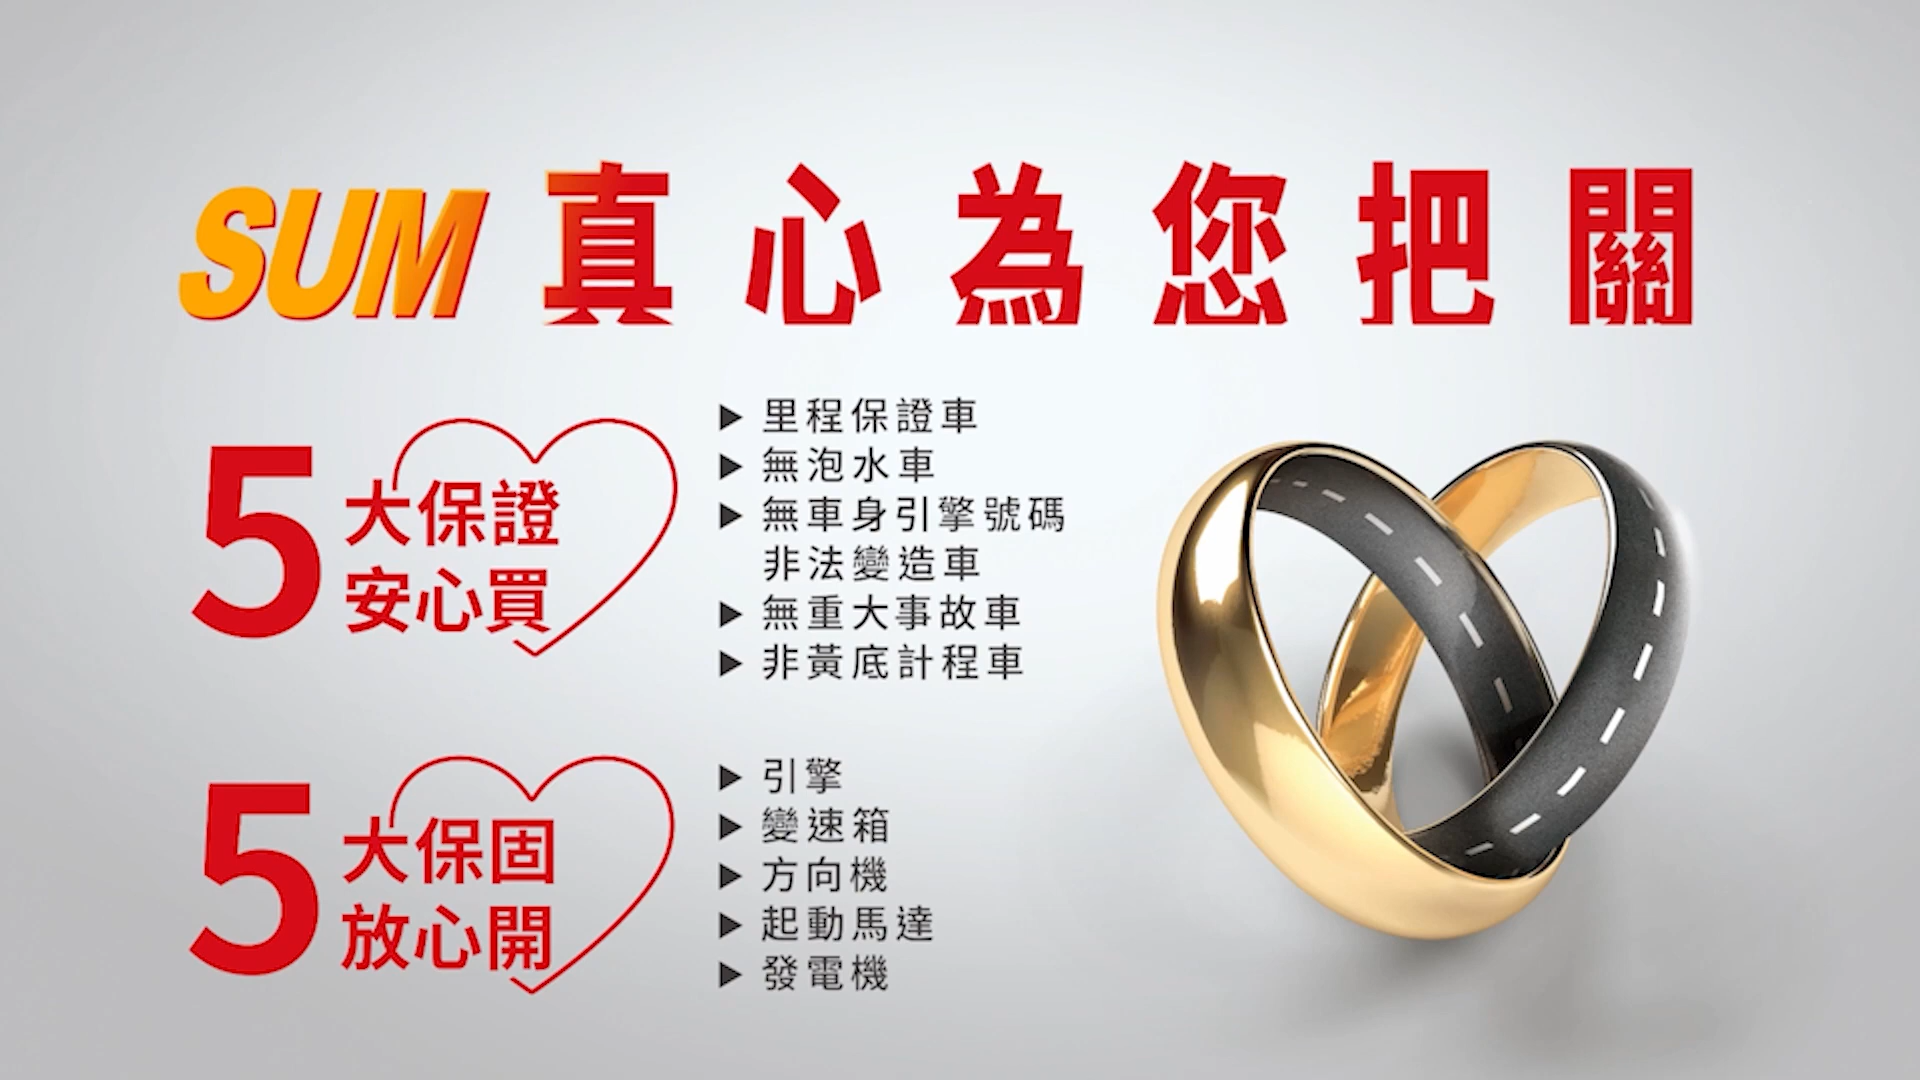 SUM 真心為您把關
5大保證
安心買
▶ 里程保證車
▶ 無泡水車
▶ 無車身引擎號碼
非法變造車
▶ 無重大事故車
▶ 非黃底計程車
5大保固
放心開
▶ 引擎
▶ 變速箱
▶ 方向機
▶ 起動馬達
▶ 發電機